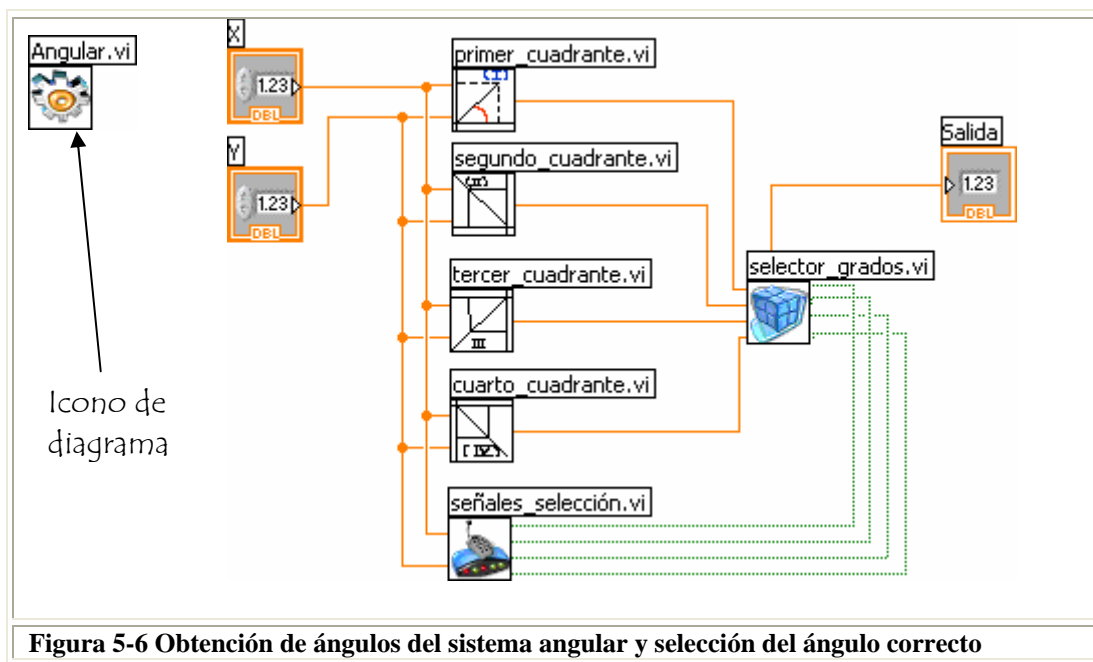 Angular.vi
X
1.23
DBL
primer_cuadrante.vi
(I)
Y
1.23
DBL
segundo_cuadrante.vi
(II)
Salida
1.23
DBL
tercer_cuadrante.vi
III
selector_grados.vi
cuarto_cuadrante.vi
(IV)
Icono de
diagrama
señales_selección.vi
Figura 5-6 Obtención de ángulos del sistema angular y selección del ángulo correcto